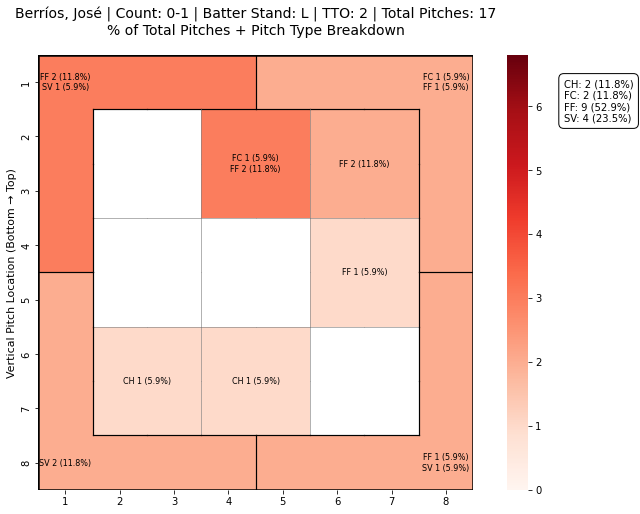 Berríos, José | Count: 0-1 | Batter Stand: L | TTO: 2 | Total Pitches: 17
% of Total Pitches + Pitch Type Breakdown
Vertical Pitch Location (Bottom → Top)
1
2
3
4
5
6
7
8
FF 2 (11.8%)
SV 1 (5.9%)
FC 1 (5.9%)
FF 1 (5.9%)
FC 1 (5.9%)
FF 2 (11.8%)
FF 2 (11.8%)
FF 1 (5.9%)
CH 1 (5.9%)
CH 1 (5.9%)
SV 2 (11.8%)
FF 1 (5.9%)
SV 1 (5.9%)
1
2
3
4
5
6
7
8
6
5
4
3
2
1
0
CH: 2 (11.8%)
FC: 2 (11.8%)
FF: 9 (52.9%)
SV: 4 (23.5%)